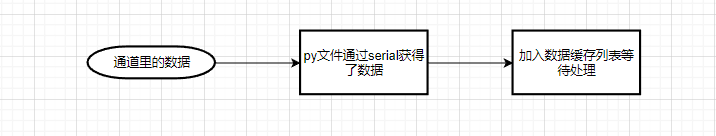 通道里的数据
py文件通过serial获得
了数据
加入数据缓存列表等
待处理